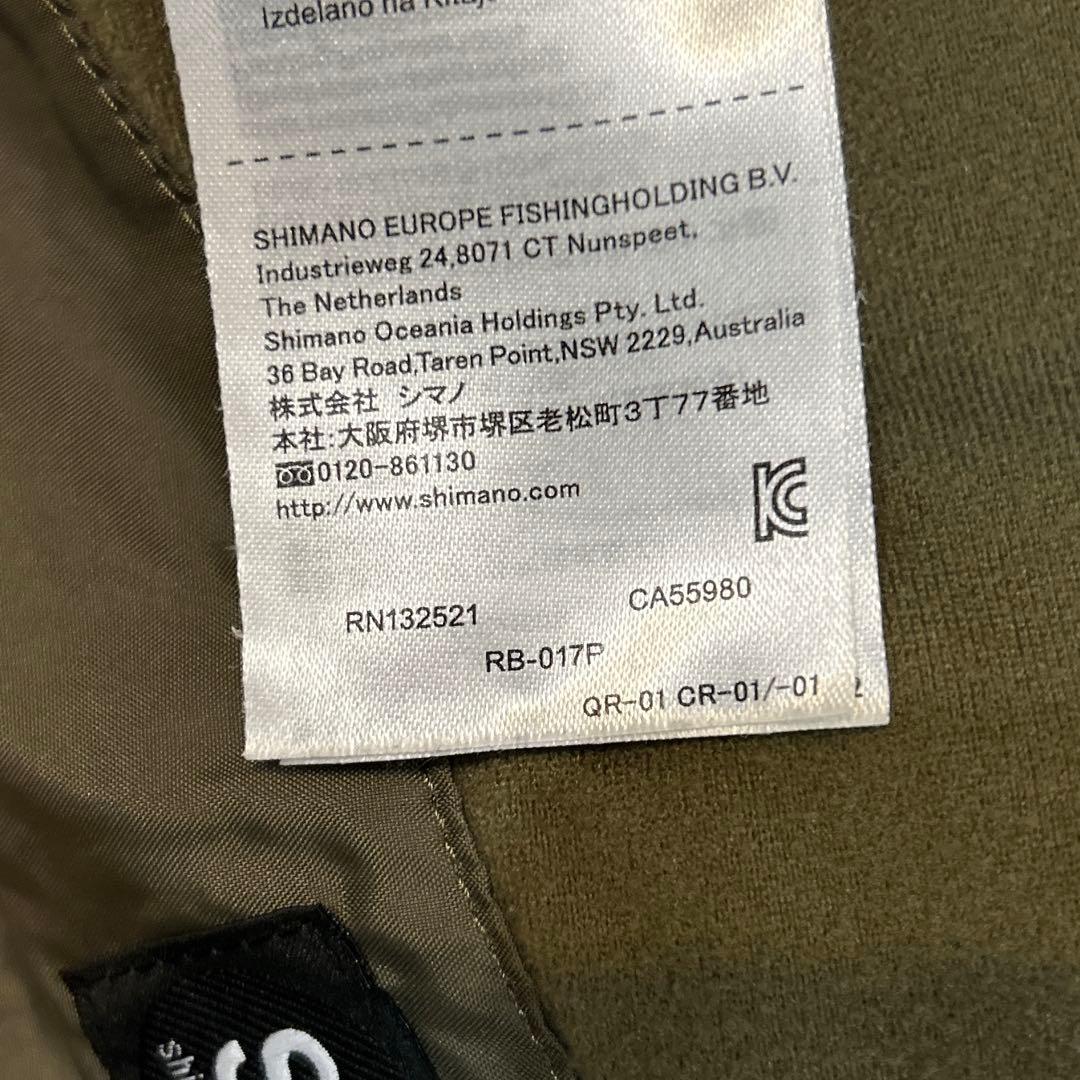 Izdelano na
SHIMANO EUROPE FISHINGHOLDING B.V.
Industrieweg 24,8071 CT Nunspeet,
The Netherlands
Shimano Oceania Holdings Pty. Ltd.
36 Bay Road,Taren Point,NSW 2229,Australia
株式会社 シマノ
本社:大阪府堺市堺区老松町3丁77番地
0120-861130
http://www.shimano.com
RN132521
CA55980
RB-017P
QR-01 CR-01/-01
shi
S